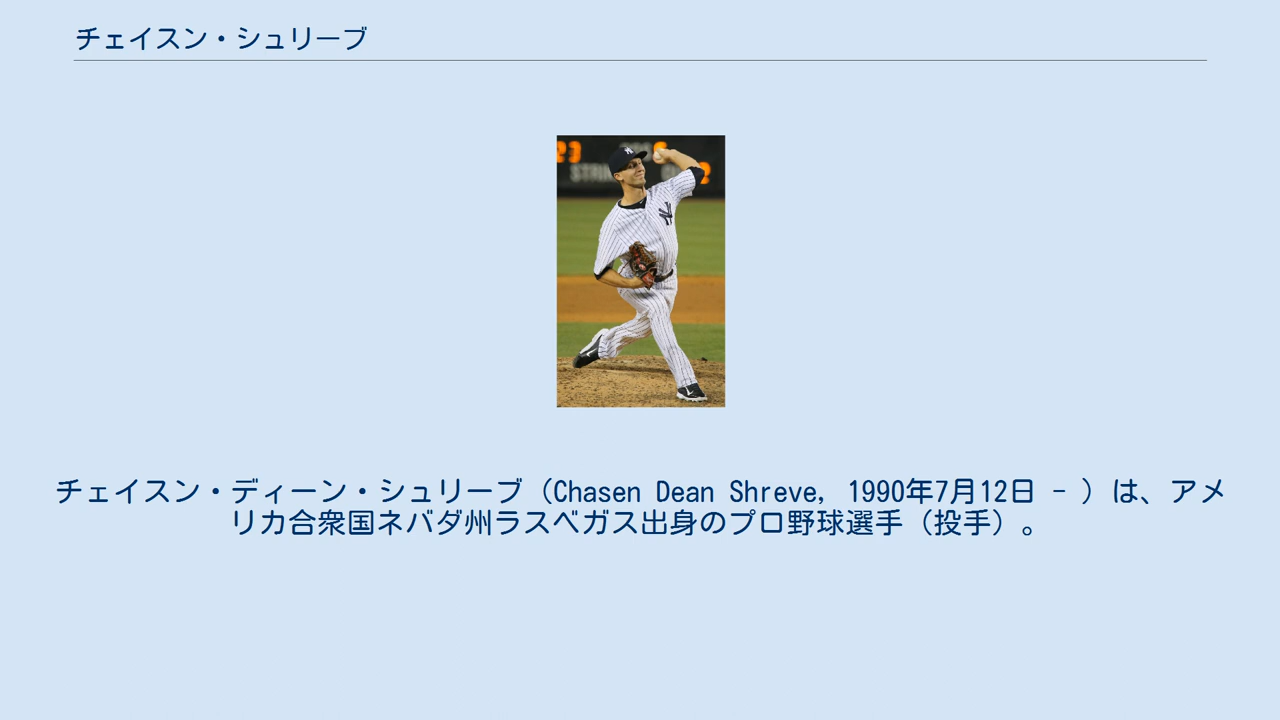 チェイスン・シュリーブ
チェイスン・ディーン・シュリーブ（Chasen Dean Shreve, 1990年7月12日 - ）は、アメ
リカ合衆国ネバダ州ラスベガス出身のプロ野球選手（投手）。